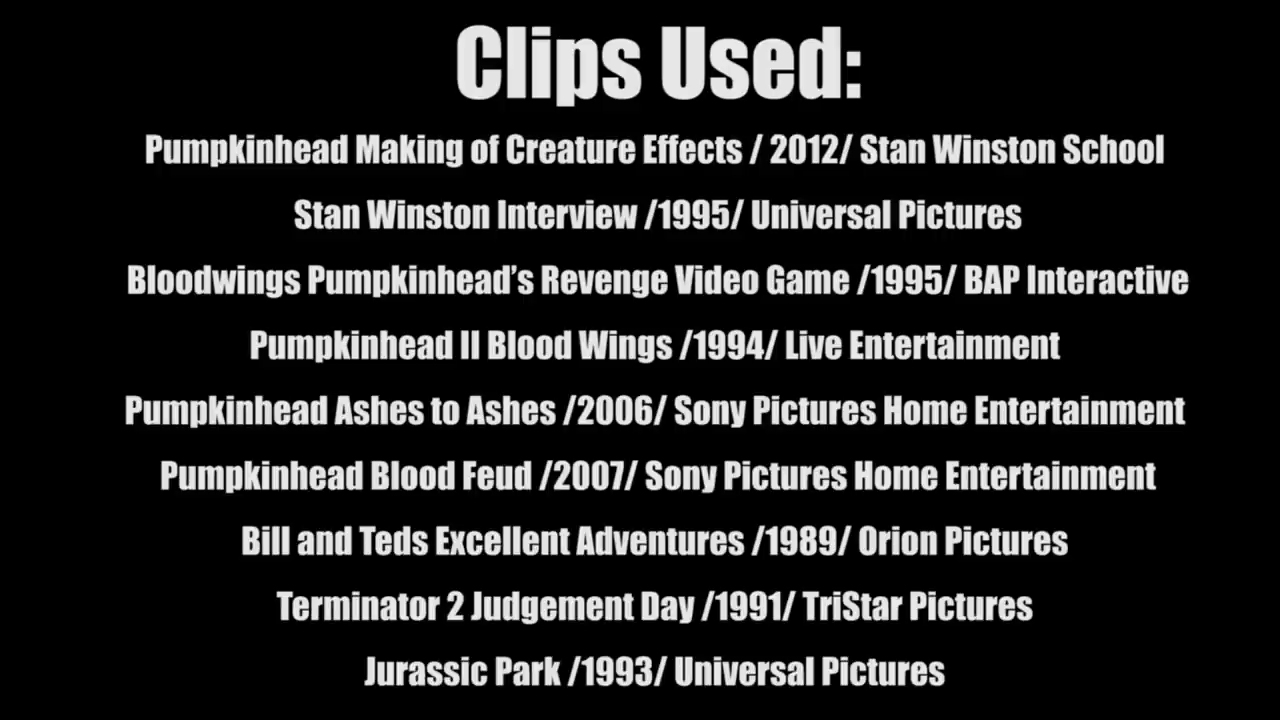 Clips Used:
Pumpkinhead Making of Creature Effects / 2012/ Stan Winston School
Stan Winston Interview /1995/ Universal Pictures
Bloodwings Pumpkinhead’s Revenge Video Game /1995/ BAP Interactive
Pumpkinhead II Blood Wings /1994/ Live Entertainment
Pumpkinhead Ashes to Ashes /2006/ Sony Pictures Home Entertainment
Pumpkinhead Blood Feud /2007/ Sony Pictures Home Entertainment
Bill and Teds Excellent Adventures /1989/ Orion Pictures
Terminator 2 Judgement Day /1991/ TriStar Pictures
Jurassic Park /1993/ Universal Pictures